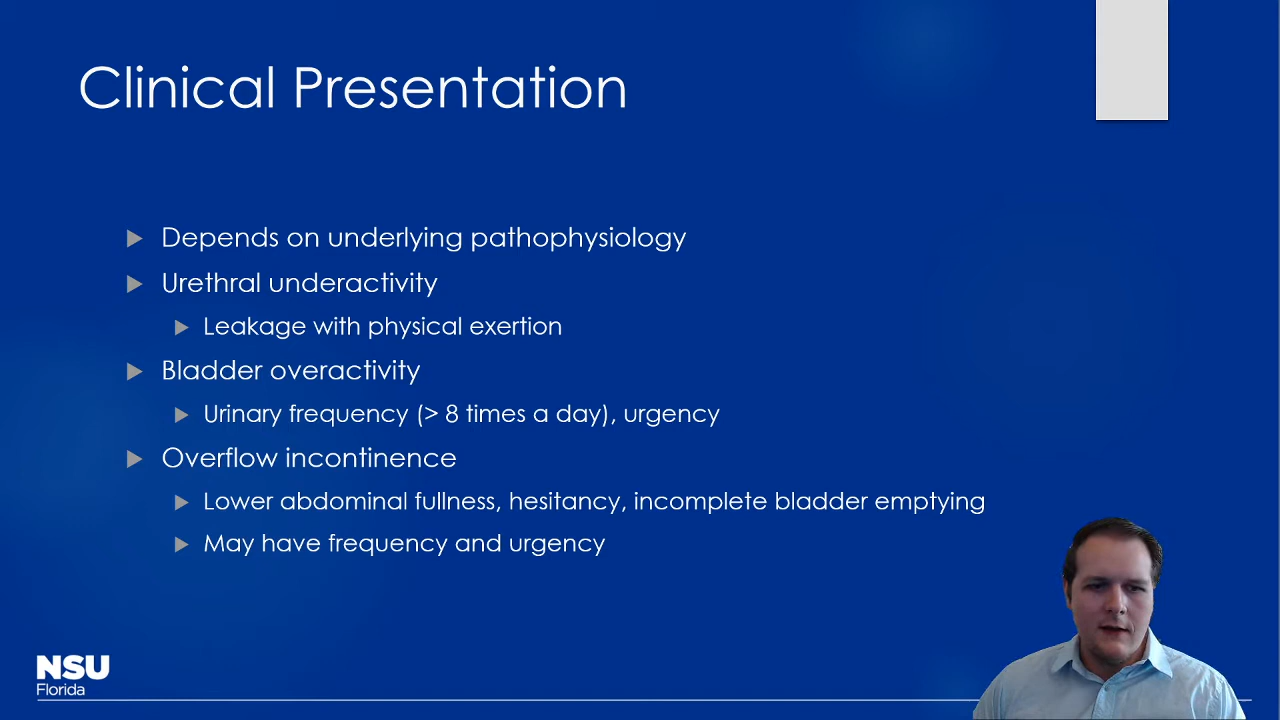 Clinical Presentation
Depends on underlying pathophysiology
Urethral underactivity
Leakage with physical exertion
Bladder overactivity
Urinary frequency (> 8 times a day), urgency
Overflow incontinence
Lower abdominal fullness, hesitancy, incomplete bladder emptying
May have frequency and urgency
NSU
Florida